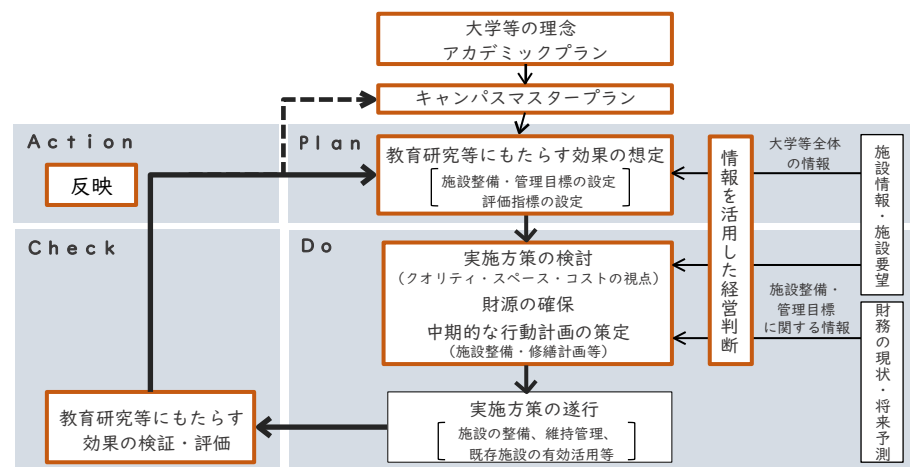 大学等の理念
アカデミックプラン
キャンパスマスタープラン
Action
反映
Plan
教育研究等にもたらす効果の想定
施設整備・管理目標の設定
評価指標の設定
情報を活用した経営判断
大学等全体
の情報
施設情報・施設要望
Check
Do
実施方策の検討
(クオリティ・スペース・コストの視点)
財源の確保
中期的な行動計画の策定
(施設整備・修繕計画等)
施設整備・
管理目標
に関する情報
財務の現状・将来予測
教育研究等にもたらす
効果の検証・評価
実施方策の遂行
施設の整備、維持管理、
既存施設の有効活用等